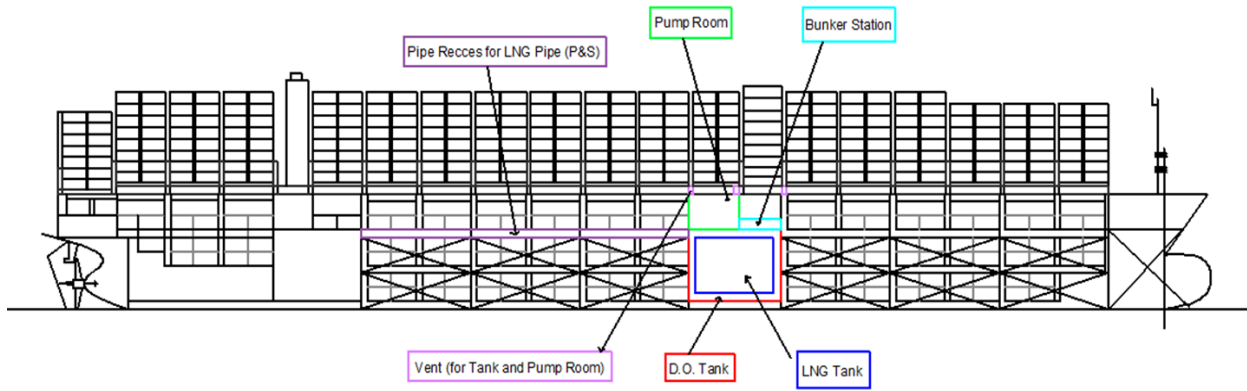 Pump Room
Bunker Station
Pipe Recces for LNG Pipe (P&S)
Vent (for Tank and Pump Room)
D.O. Tank
LNG Tank